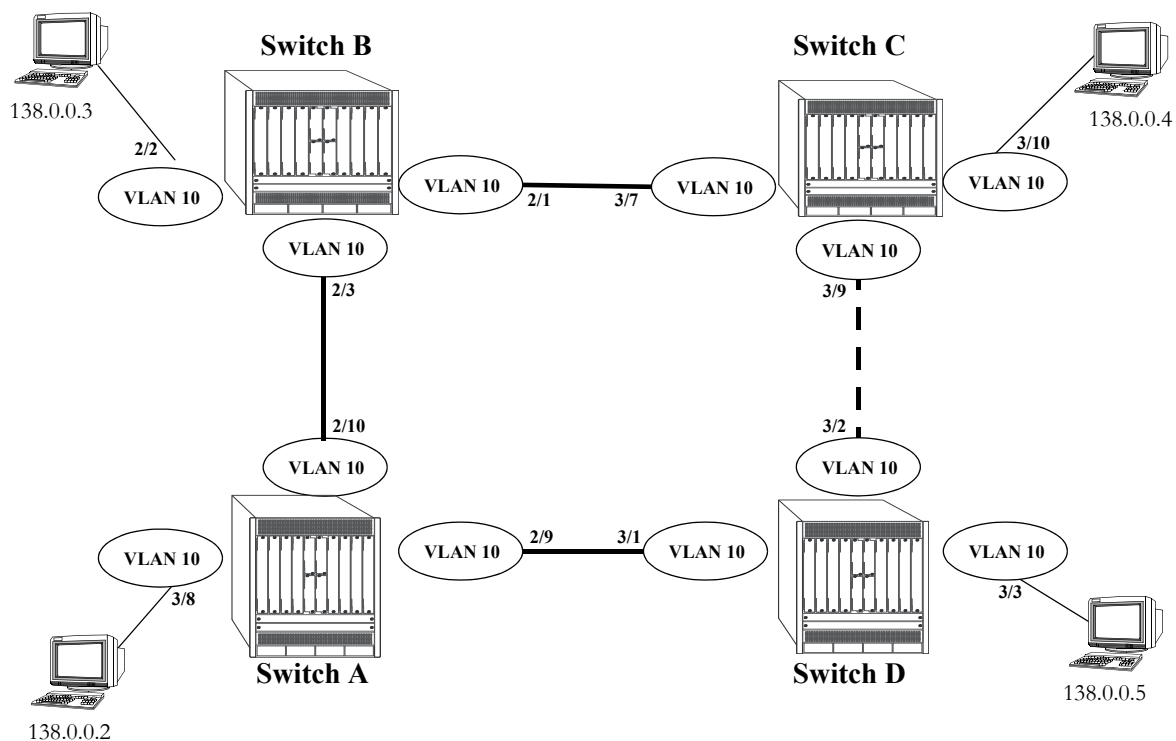 Switch B
Switch C
138.0.0.3
138.0.0.4
2/2
3/10
VLAN 10
VLAN 10
2/1
3/7
VLAN 10
VLAN 10
VLAN 10
VLAN 10
2/3
3/9
2/10
3/2
VLAN 10
VLAN 10
VLAN 10
VLAN 10
2/9
3/1
VLAN 10
VLAN 10
3/8
3/3
Switch A
Switch D
138.0.0.2
138.0.0.5